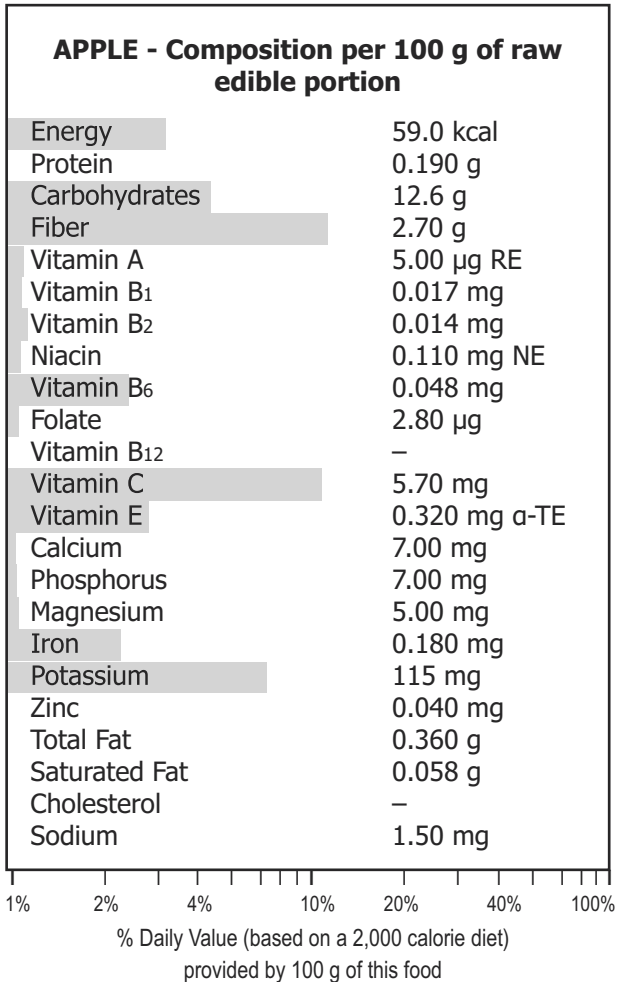 APPLE - Composition per 100 g of raw
edible portion
Energy 59.0 kcal
Protein 0.190 g
Carbohydrates 12.6 g
Fiber 2.70 g
Vitamin A 5.00 µg RE
Vitamin B1 0.017 mg
Vitamin B2 0.014 mg
Niacin 0.110 mg NE
Vitamin B6 0.048 mg
Folate 2.80 µg
Vitamin B12 –
Vitamin C 5.70 mg
Vitamin E 0.320 mg α-TE
Calcium 7.00 mg
Phosphorus 7.00 mg
Magnesium 5.00 mg
Iron 0.180 mg
Potassium 115 mg
Zinc 0.040 mg
Total Fat 0.360 g
Saturated Fat 0.058 g
Cholesterol –
Sodium 1.50 mg
1% 2% 4% 10% 20% 40% 100%
% Daily Value (based on a 2,000 calorie diet)
provided by 100 g of this food